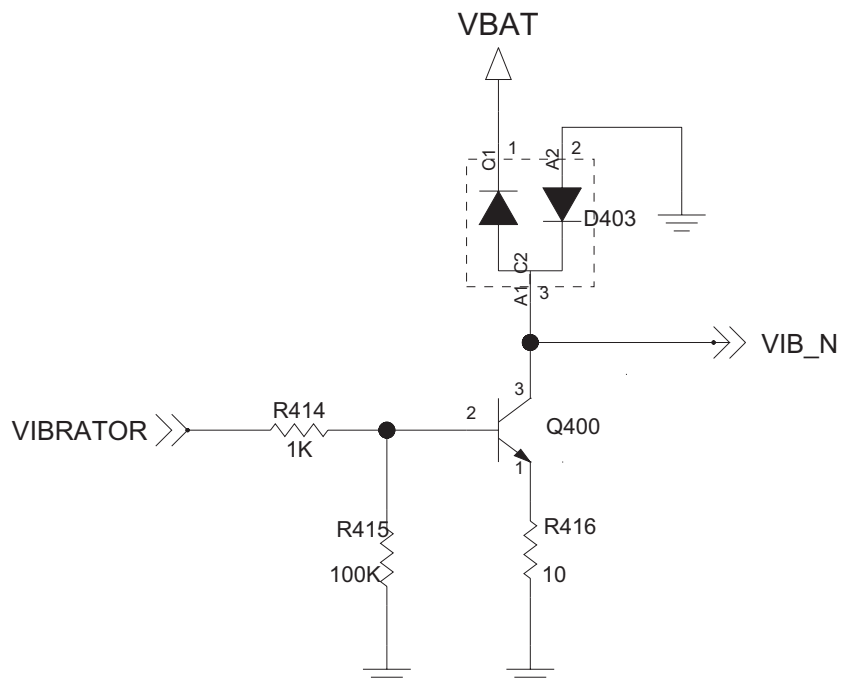 VBAT
C1
1
A2
2
D403
C2
A1
3
VIB_N
3
R414
2
Q400
VIBRATOR
1K
1
R415
R416
100K
10